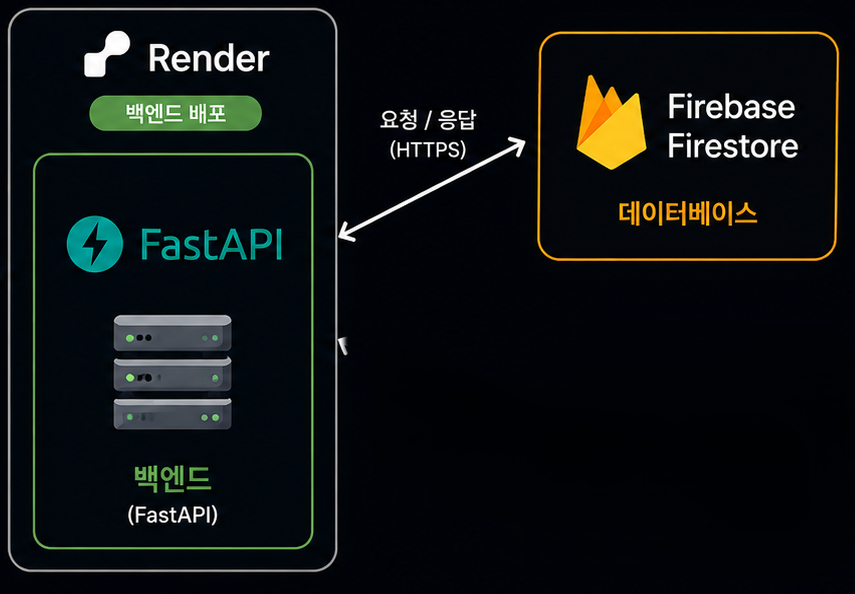 Render
백엔드 배포
FastAPI
백엔드
(FastAPI)
요청 / 응답
(HTTPS)
Firebase
Firestore
데이터베이스